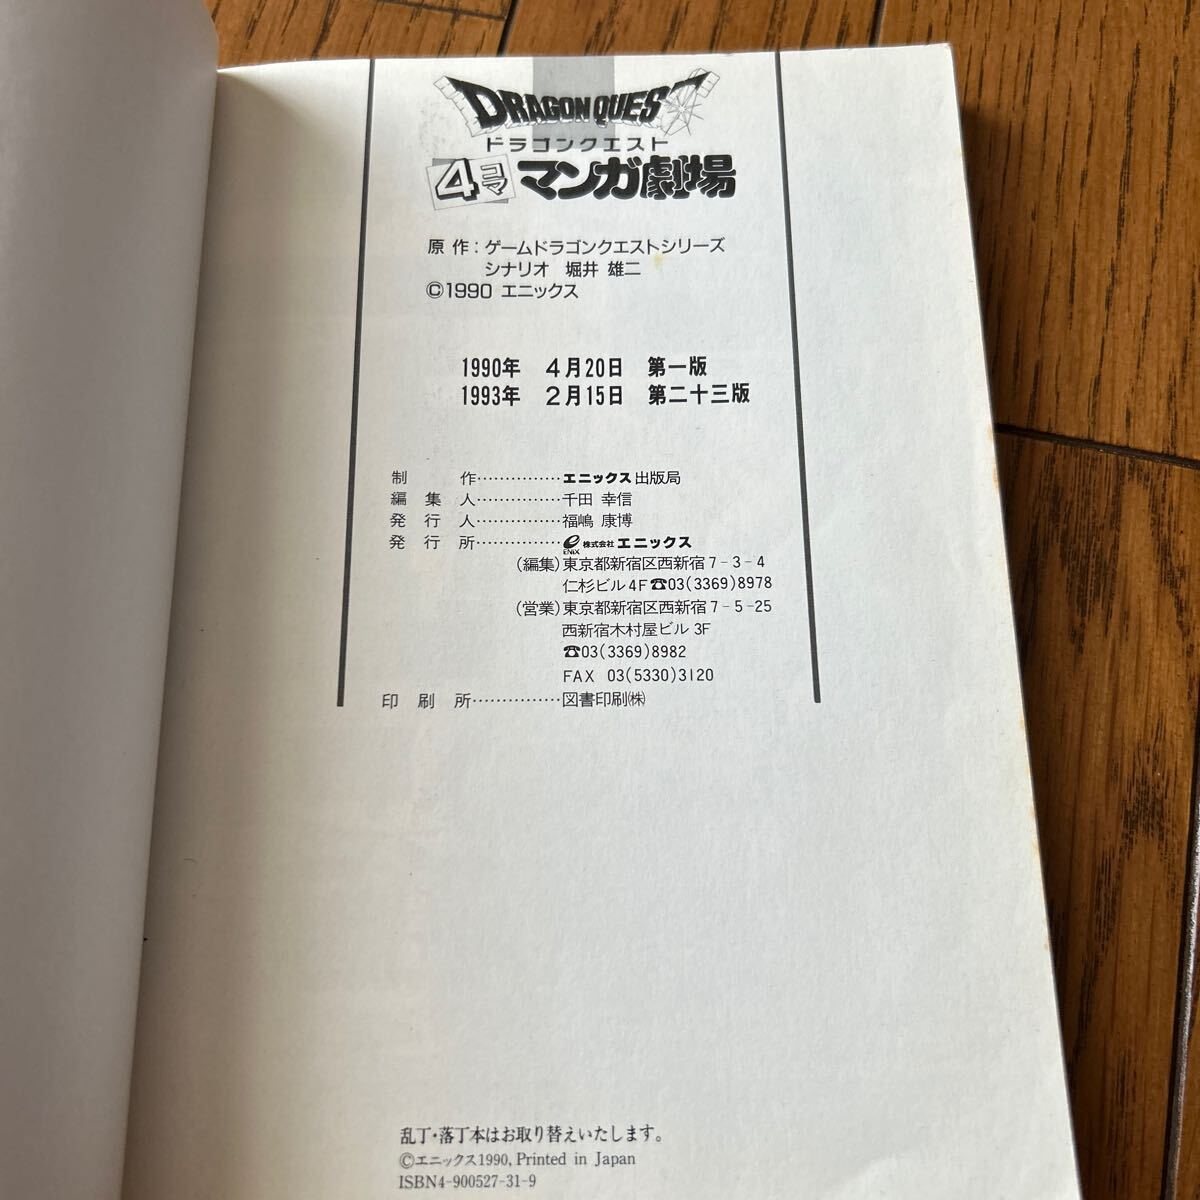 DRAGON QUEST
ドラゴンクエスト
4コママンガ劇場
原作:ゲームドラゴンクエストシリーズ
シナリオ 堀井 雄二
©1990 エニックス
1990年 4月20日 第一版
1993年 2月15日 第二十三版
制作……………エニックス出版局
編集人……………千田 幸信
発行人……………福嶋 康博
発行所……………ENIX 株式会社エニックス
(編集)東京都新宿区西新宿7-3-4
仁杉ビル4F☎03(3369)8978
(営業)東京都新宿区西新宿7-5-25
西新宿木村屋ビル3F
☎03(3369)8982
FAX 03(5330)3120
印刷所……………図書印刷㈱
乱丁・落丁本はお取り替えいたします。
©エニックス1990, Printed in Japan
ISBN4-900527-31-9